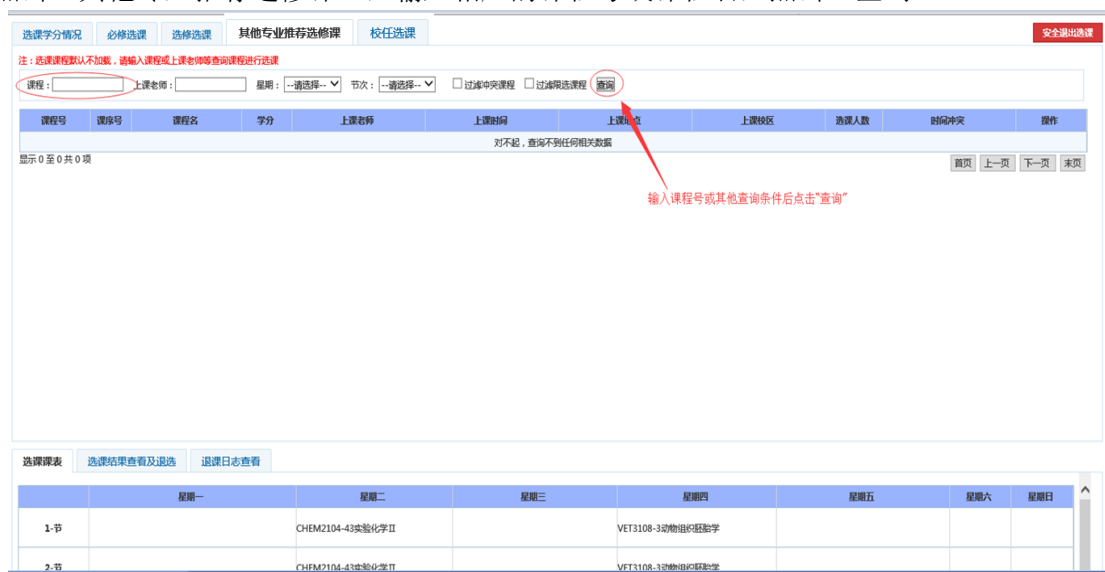 选课学分情况 必修选课 选修选课 其他专业推荐选修课 校任选课 安全退出选课
注：选课课程默认不加载，请输入课程或上课老师等查询课程进行选课
课程： 上课老师： 星期： --请选择-- 节次： --请选择-- 过滤冲突课程 过滤限选课程 查询
课程号 课序号 课程名 学分 上课老师 上课时间 上课地点 上课校区 选课人数 时间冲突 操作
对不起，查询不到任何相关数据
显示 0 至 0 共 0 项 首页 上一页 下一页 末页
输入课程号或其他查询条件后点击“查询”
选课课表 选课结果查看及退选 退课日志查看
星期一 星期二 星期三 星期四 星期五 星期六 星期日
1-节 CHEM2104-43实验化学II VET3108-3动物组织胚胎学
2-节 CHEM2104-43实验化学II VET3108-3动物组织胚胎学